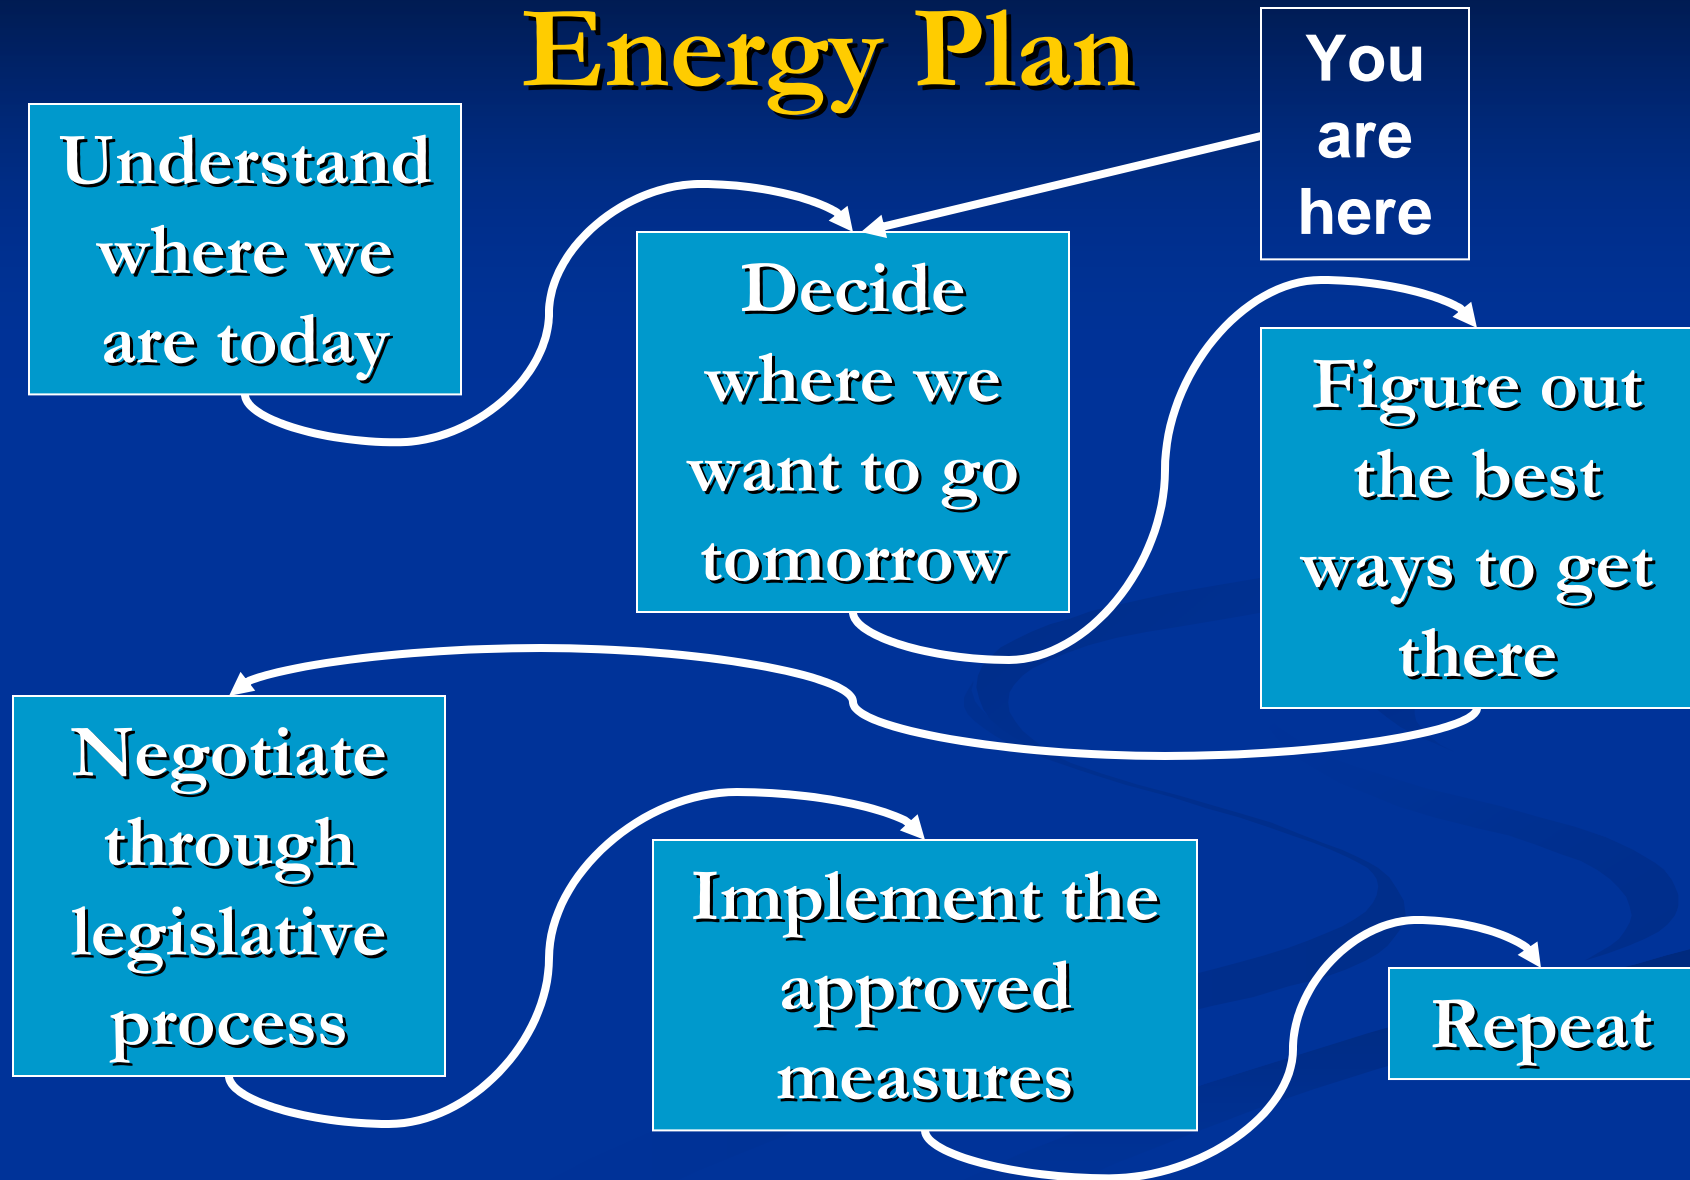 Energy Plan
You
are
here
Understand
where we
are today
Decide
where we
want to go
tomorrow
Figure out
the best
ways to get
there
Negotiate
through
legislative
process
Implement the
approved
measures
Repeat